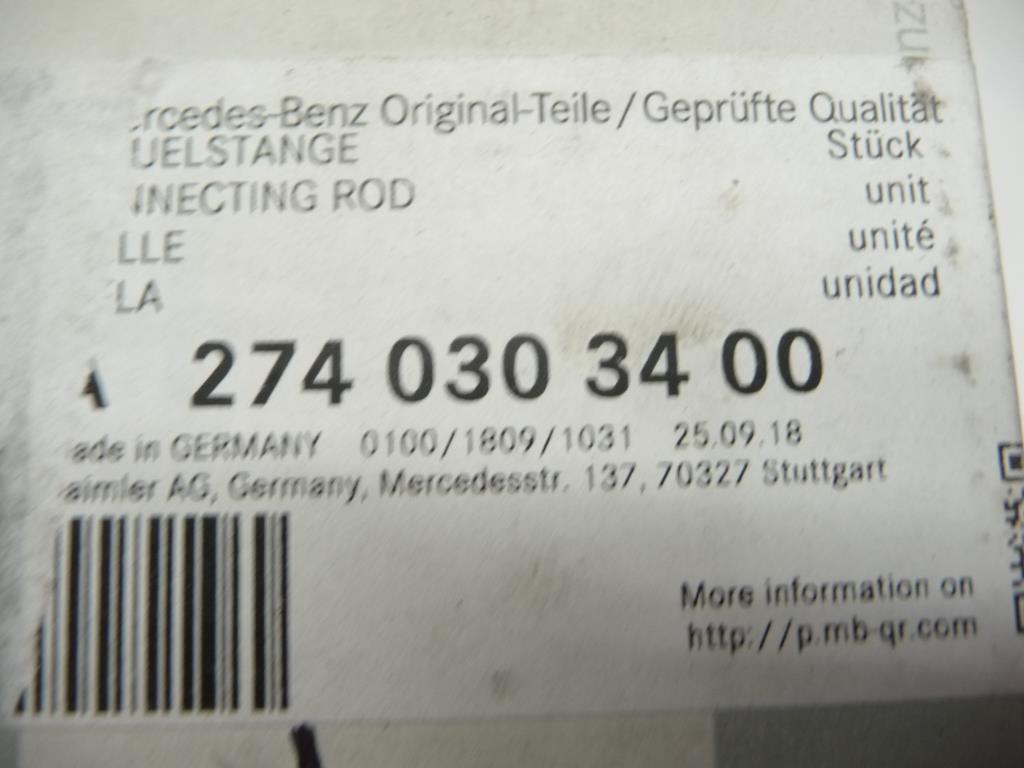 rcedes-Benz Original-Teile / Geprüfte Qualität
UELSTANGE Stück
NECTING ROD unit
LLE unité
LA unidad
A 274 030 34 00
ade in GERMANY 0100/1809/1031 25.09.18
aimler AG, Germany, Mercedesstr. 137, 70327 Stuttgart
More information on
http://p.mb-qr.com